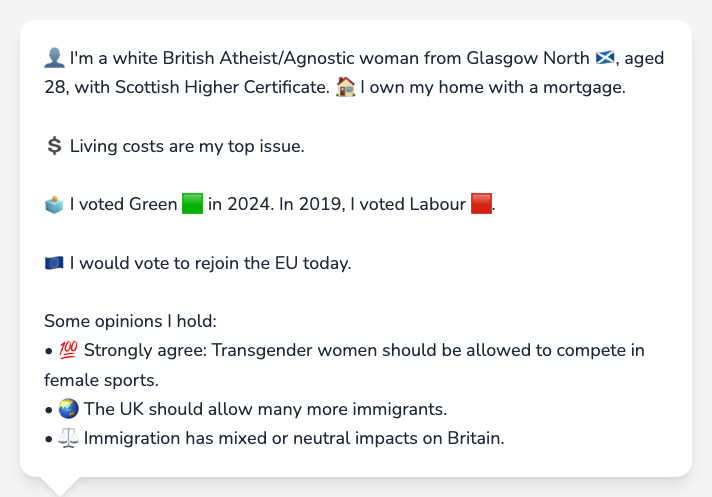 👤 I'm a white British Atheist/Agnostic woman from Glasgow North 🏴󠁧󠁢󠁳󠁣󠁴󠁿, aged
28, with Scottish Higher Certificate. 🏠 I own my home with a mortgage.
💲 Living costs are my top issue.
🗳️ I voted Green 🟩 in 2024. In 2019, I voted Labour 🟥.
🇪🇺 I would vote to rejoin the EU today.
Some opinions I hold:
• 💯 Strongly agree: Transgender women should be allowed to compete in
female sports.
• 🌏 The UK should allow many more immigrants.
• ⚖️ Immigration has mixed or neutral impacts on Britain.